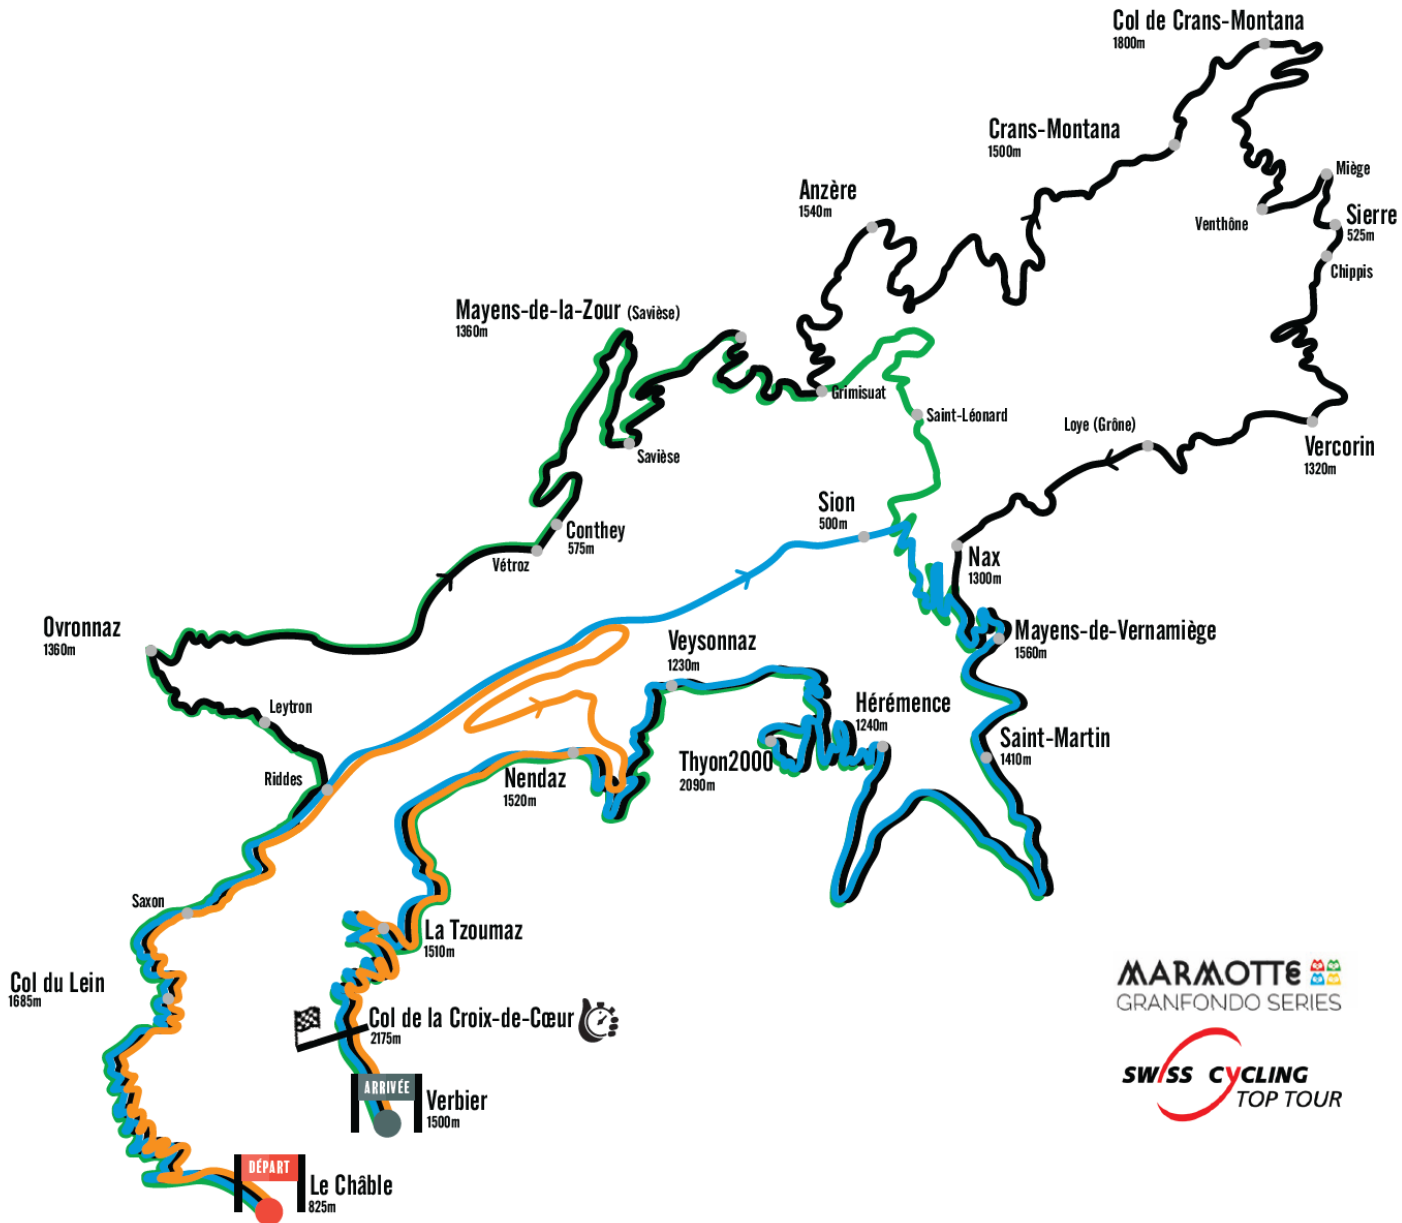 Col de Crans-Montana
1800m
Crans-Montana
1500m
Miège
Anzère
1540m
Venthône
Sierre
525m
Chippis
Mayens-de-la-Zour (Savièse)
1360m
Grimisuat
Saint-Léonard
Loye (Grône)
Savièse
Vercorin
1320m
Sion
500m
Conthey
575m
Vétroz
Nax
1300m
Ovronnaz
1360m
Veysonnaz
1230m
Mayens-de-Vernamiège
1560m
Leytron
Hérémence
1240m
Saint-Martin
1410m
Thyon2000
2090m
Riddes
Nendaz
1520m
Saxon
La Tzoumaz
1510m
Col du Lein
1685m
MARMOTTE
GRANFONDO SERIES
Col de la Croix-de-Cœur
2175m
SWISS CYCLING
TOP TOUR
ARRIVÉE
Verbier
1500m
DÉPART
Le Châble
825m